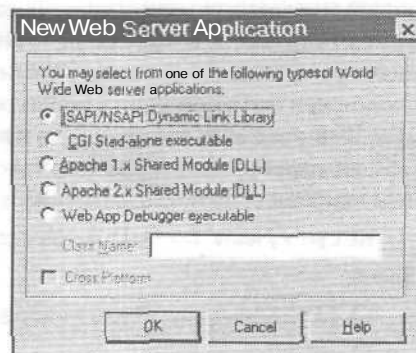 New Web Server Application
You may select from one of the following types of World
Wide Web server applications.
ISAPI/NSAPI Dynamic Link Library
CGI Stad-alone executable
Apache 1.x Shared Module (DLL)
Apache 2.x Shared Module (DLL)
Web App Debugger executable
Class Name:
Cross Platform
OK Cancel Help